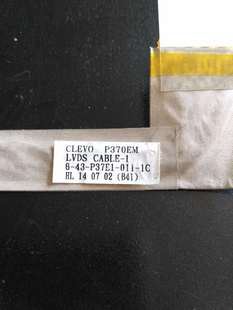 CLEVO P370EM
LVDS CABLE-1
6-43-P37E1-011-1C
HL 14 07 02 (B41)